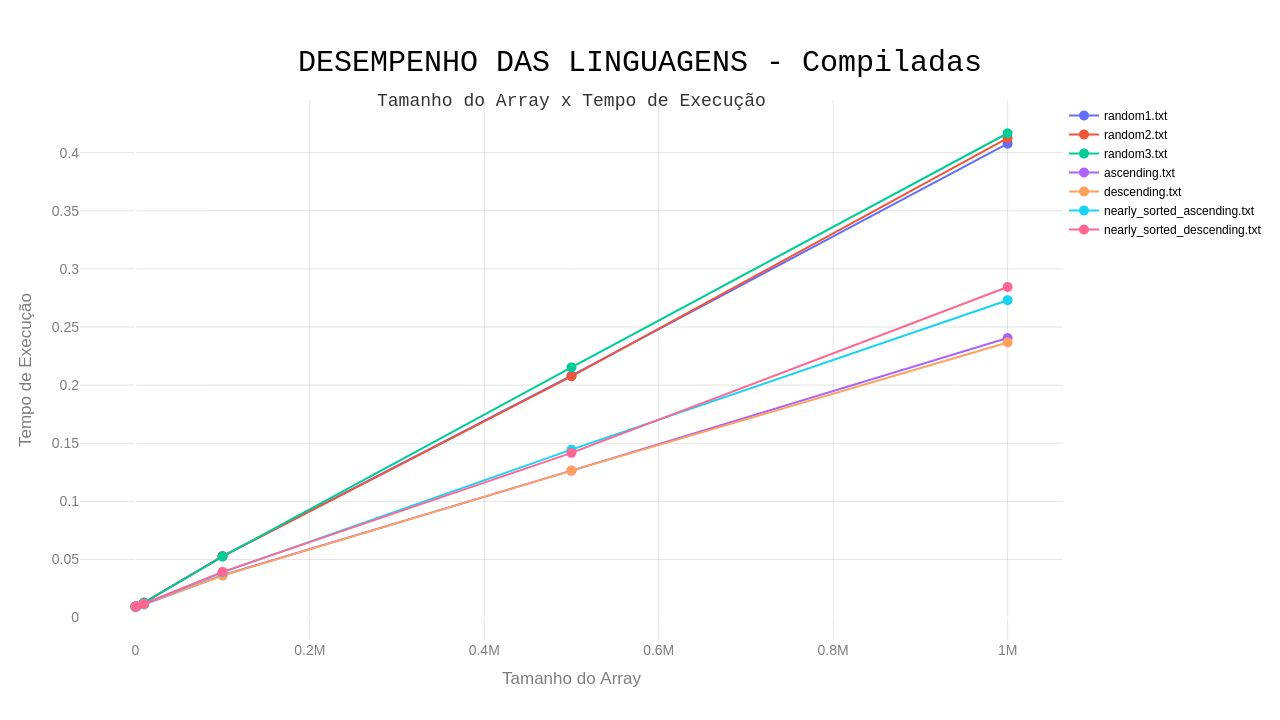 DESEMPENHO DAS LINGUAGENS - Compiladas
Tamanho do Array x Tempo de Execução
random1.txt
random2.txt
random3.txt
ascending.txt
descending.txt
nearly_sorted_ascending.txt
nearly_sorted_descending.txt
Tempo de Execução
0.4
0.35
0.3
0.25
0.2
0.15
0.1
0.05
0
0 0.2M 0.4M 0.6M 0.8M 1M
Tamanho do Array